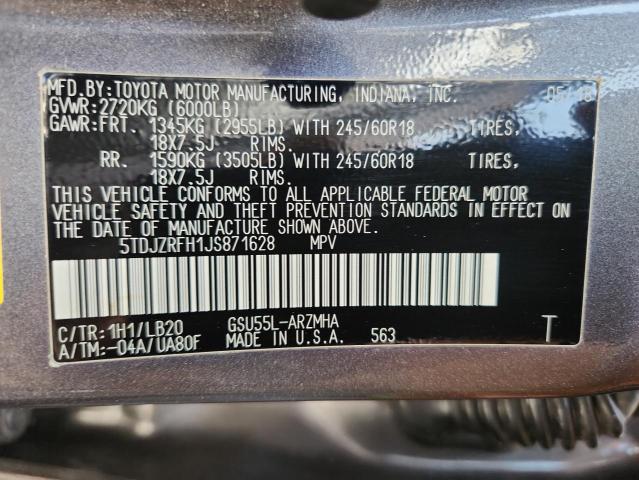 MFD.BY:TOYOTA MOTOR MANUFACTURING, INDIANA, INC. 05/18
GVWR:2720KG (6000LB)
GAWR:FRT. 1345KG (2955LB) WITH 245/60R18 TIRES,
18X7.5J RIMS.
RR. 1590KG (3505LB) WITH 245/60R18 TIRES,
18X7.5J RIMS.
THIS VEHICLE CONFORMS TO ALL APPLICABLE FEDERAL MOTOR
VEHICLE SAFETY AND THEFT PREVENTION STANDARDS IN EFFECT ON
THE DATE OF MANUFACTURE SHOWN ABOVE.
5TDJZRFH1JS871628 MPV
C/TR:1H1/LB20 GSU55L-ARZMHA
A/TM:-04A/UA80F MADE IN U.S.A. 563 T